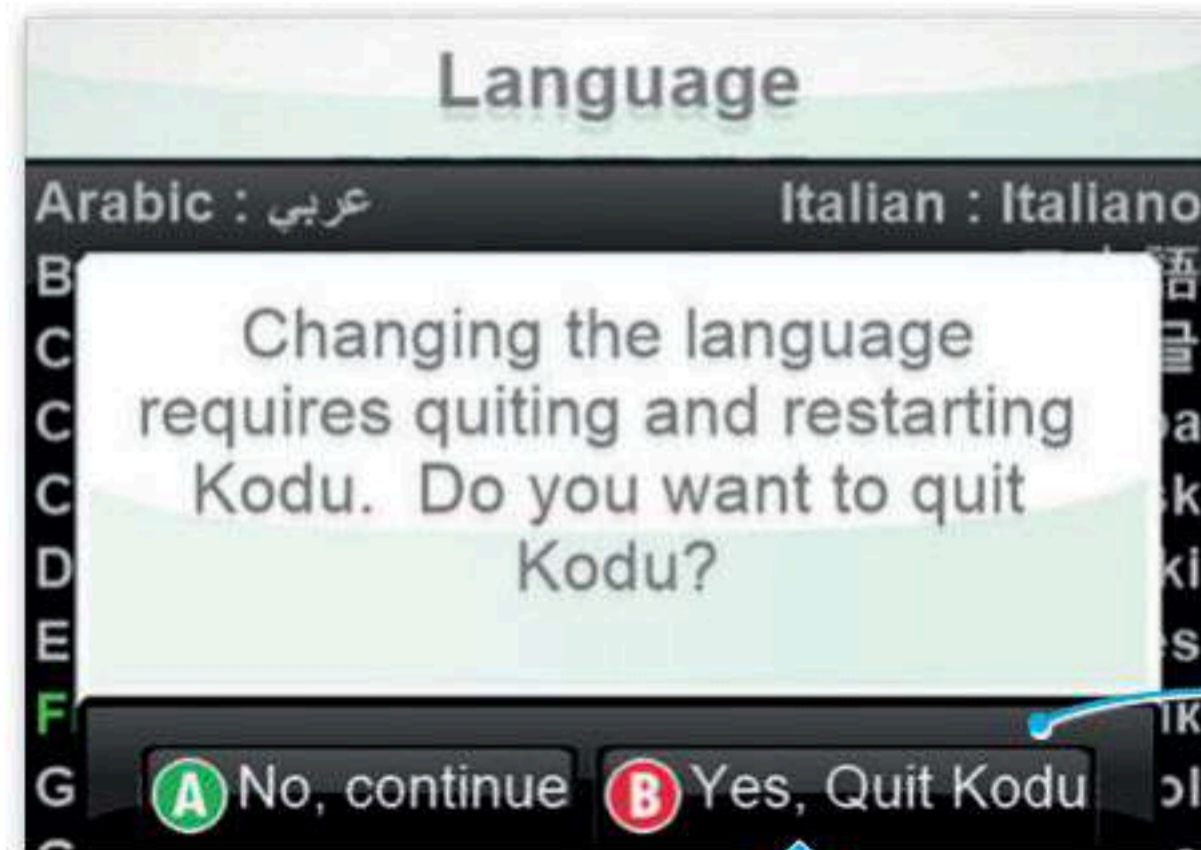 Language
Arabic : عربي
Italian : Italiano
Changing the language
requires quiting and restarting
Kodu. Do you want to quit
Kodu?
A No, continue
B Yes, Quit Kodu